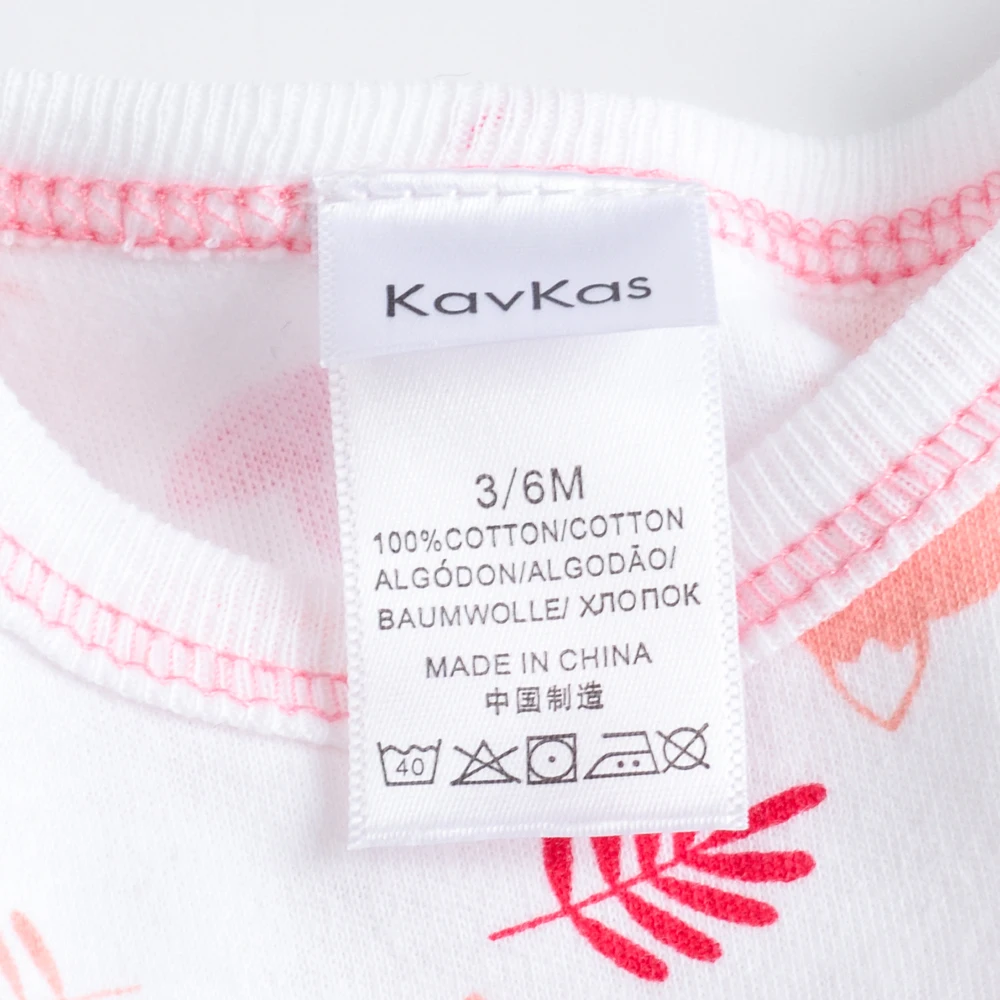 KavKas
3/6M
100%COTTON/COTTON
ALGÓDON/ALGODÃO/
BAUMWOLLE/ ХЛОПОК
MADE IN CHINA
中国制造
40